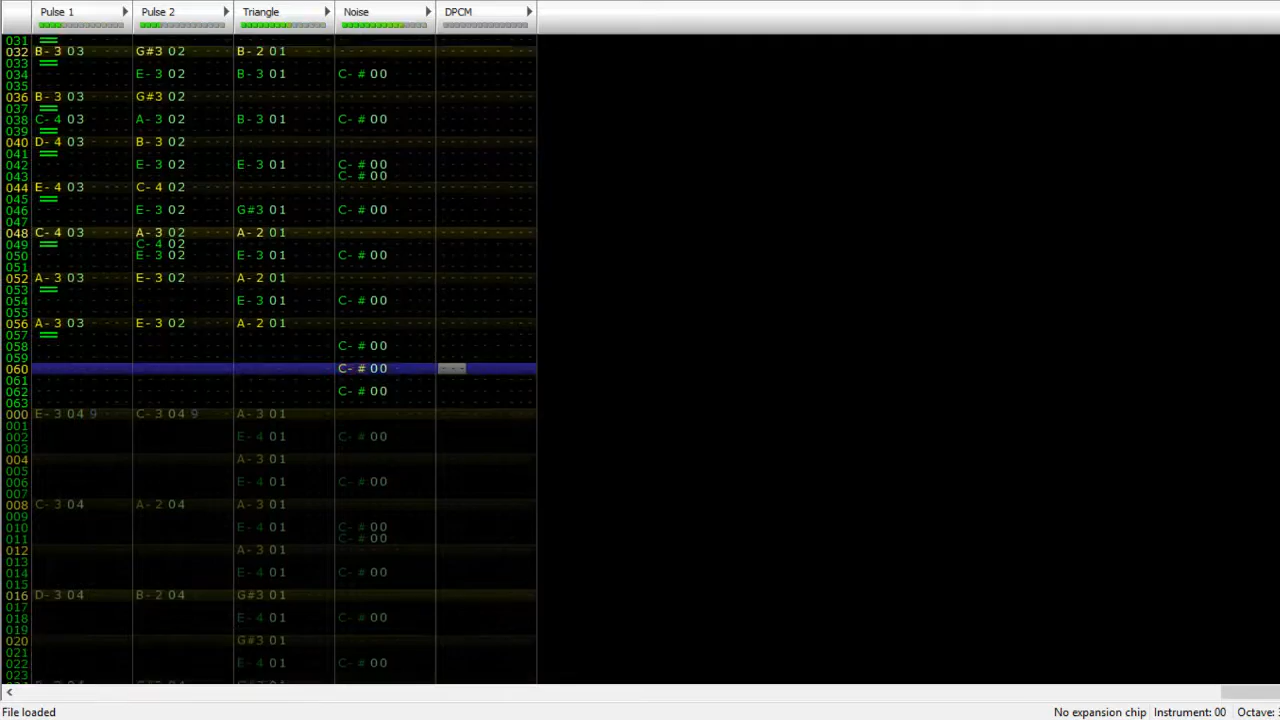 Pulse 1 Pulse 2 Triangle Noise DPCM
031
032 B-3 03 G#3 02 B-2 01
033
034 E-3 02 B-3 01 C-# 00
035
036 B-3 03 G#3 02
037
038 C-4 03 A-3 02 B-3 01 C-# 00
039
040 D-4 03 B-3 02
041
042 E-3 02 E-3 01 C-# 00
043 C-# 00
044 E-4 03 C-4 02
045
046 E-3 02 G#3 01 C-# 00
047
048 C-4 03 A-3 02 A-2 01
049 C-4 02
050 E-3 02 E-3 01 C-# 00
051
052 A-3 03 E-3 02 A-2 01
053
054 E-3 01 C-# 00
055
056 A-3 03 E-3 02 A-2 01
057
058 C-# 00
059
060 C-# 00
061
062 C-# 00
063
000 E-3 04 9 C-3 04 9 A-3 01
001
002 E-4 01 C-# 00
003
004 A-3 01
005
006 E-4 01 C-# 00
007
008 C-3 04 A-2 04 A-3 01
009
010 E-4 01 C-# 00
011 C-# 00
012 A-3 01
013
014 E-4 01 C-# 00
015
016 D-3 04 B-2 04 G#3 01
017
018 E-4 01 C-# 00
019
020 G#3 01
021
022 E-4 01 C-# 00
023
File loaded No expansion chip Instrument: 00 Octave: